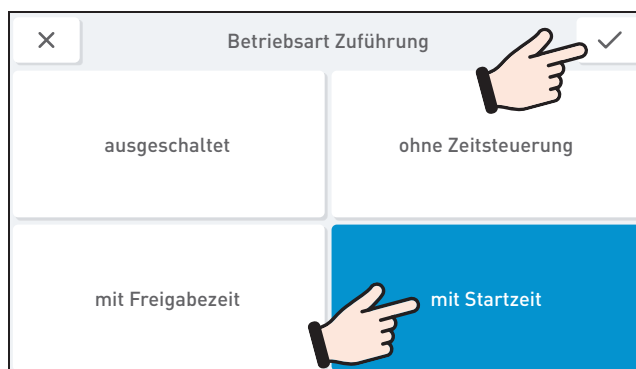 Betriebsart Zuführung
ausgeschaltet
ohne Zeitsteuerung
mit Freigabezeit
mit Startzeit